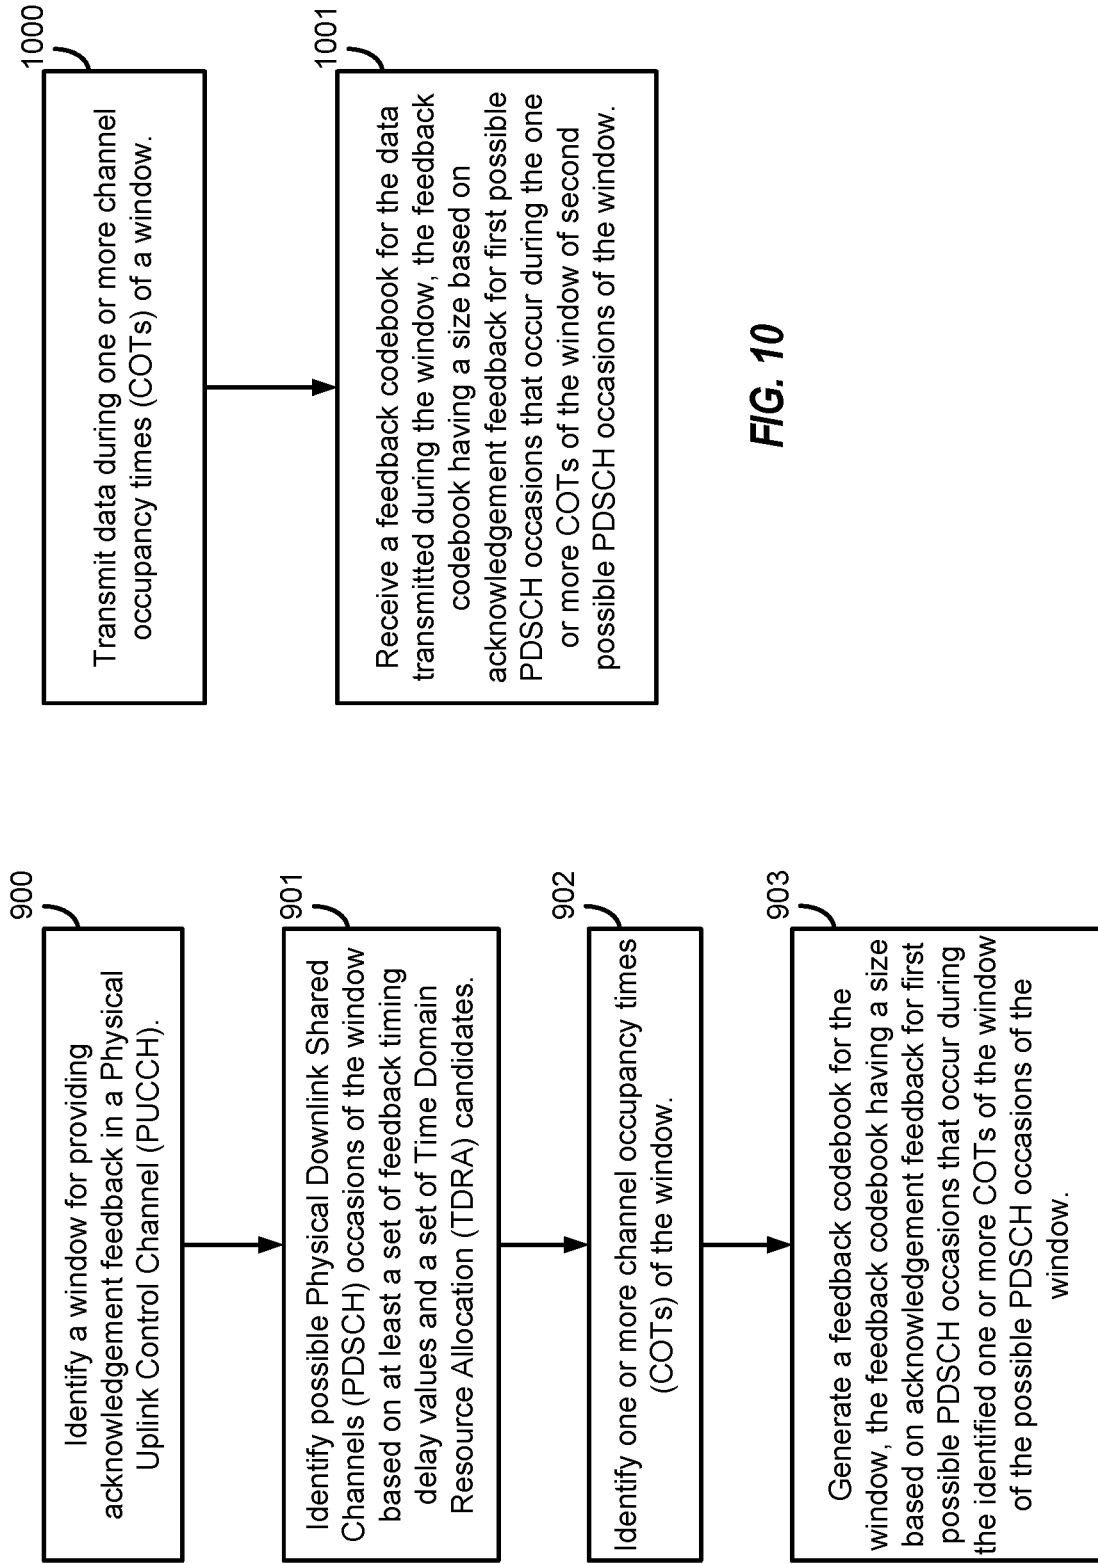 900
Identify a window for providing
acknowledgement feedback in a Physical
Uplink Control Channel (PUCCH).
901
Identify possible Physical Downlink Shared
Channels (PDSCH) occasions of the window
based on at least a set of feedback timing
delay values and a set of Time Domain
Resource Allocation (TDRA) candidates.
902
Identify one or more channel occupancy times
(COTs) of the window.
903
Generate a feedback codebook for the
window, the feedback codebook having a size
based on acknowledgement feedback for first
possible PDSCH occasions that occur during
the identified one or more COTs of the window
of the possible PDSCH occasions of the
window.
1000
Transmit data during one or more channel
occupancy times (COTs) of a window.
1001
Receive a feedback codebook for the data
transmitted during the window, the feedback
codebook having a size based on
acknowledgement feedback for first possible
PDSCH occasions that occur during the one
or more COTs of the window of second
possible PDSCH occasions of the window.
FIG. 10